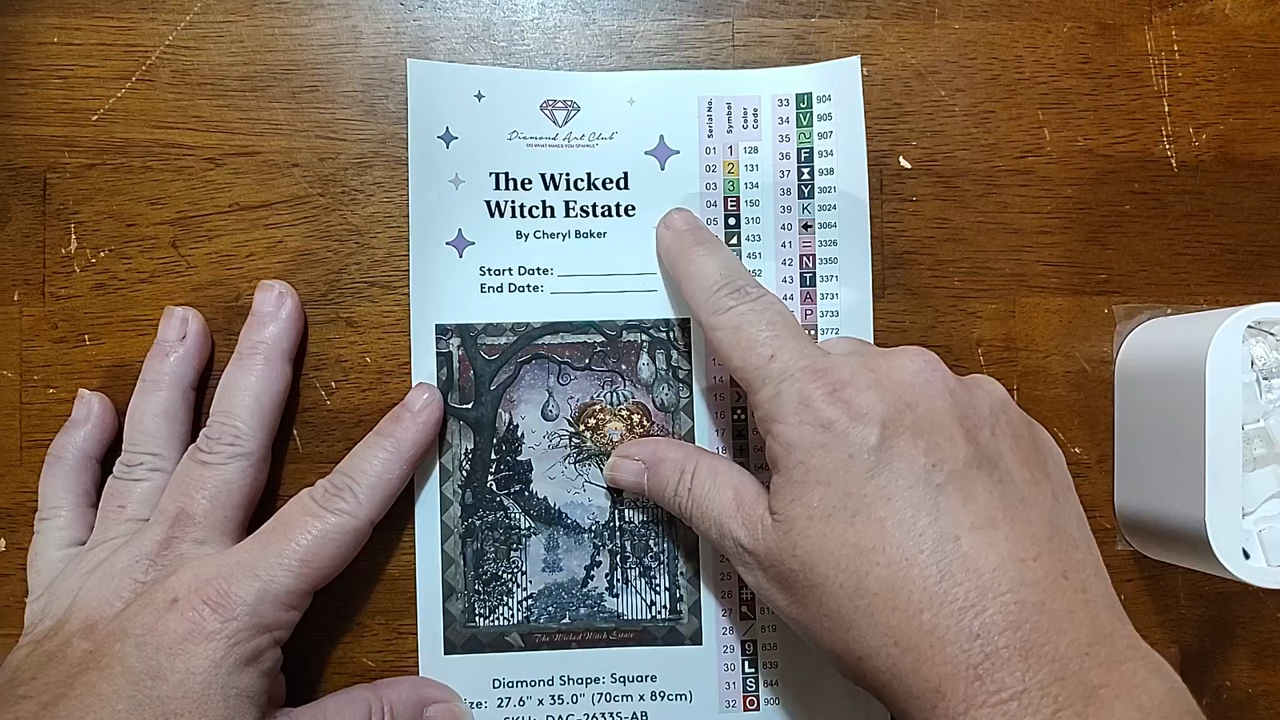 Diamond Art Club®
DO WHAT MAKES YOU SPARKLE.®
The Wicked
Witch Estate
By Cheryl Baker
Start Date:
End Date:
The Wicked Witch Estate
Diamond Shape: Square
27.6" x 35.0" (70cm x 89cm)
SKU: DAC-2633S-AB
Serial No. Symbol Color Code
01 1 128
02 2 131
03 3 134
04 E 150
05 310
433
451
14
15
16
18
25
26
27
28 / 819
29 9 838
30 L 839
31 S 844
32 O 900
33 J 904
34 V 905
35 907
36 F 934
37 938
38 Y 3021
39 K 3024
40 3064
41 = 3326
42 N 3350
43 T 3371
44 A 3731
P 3733
3772